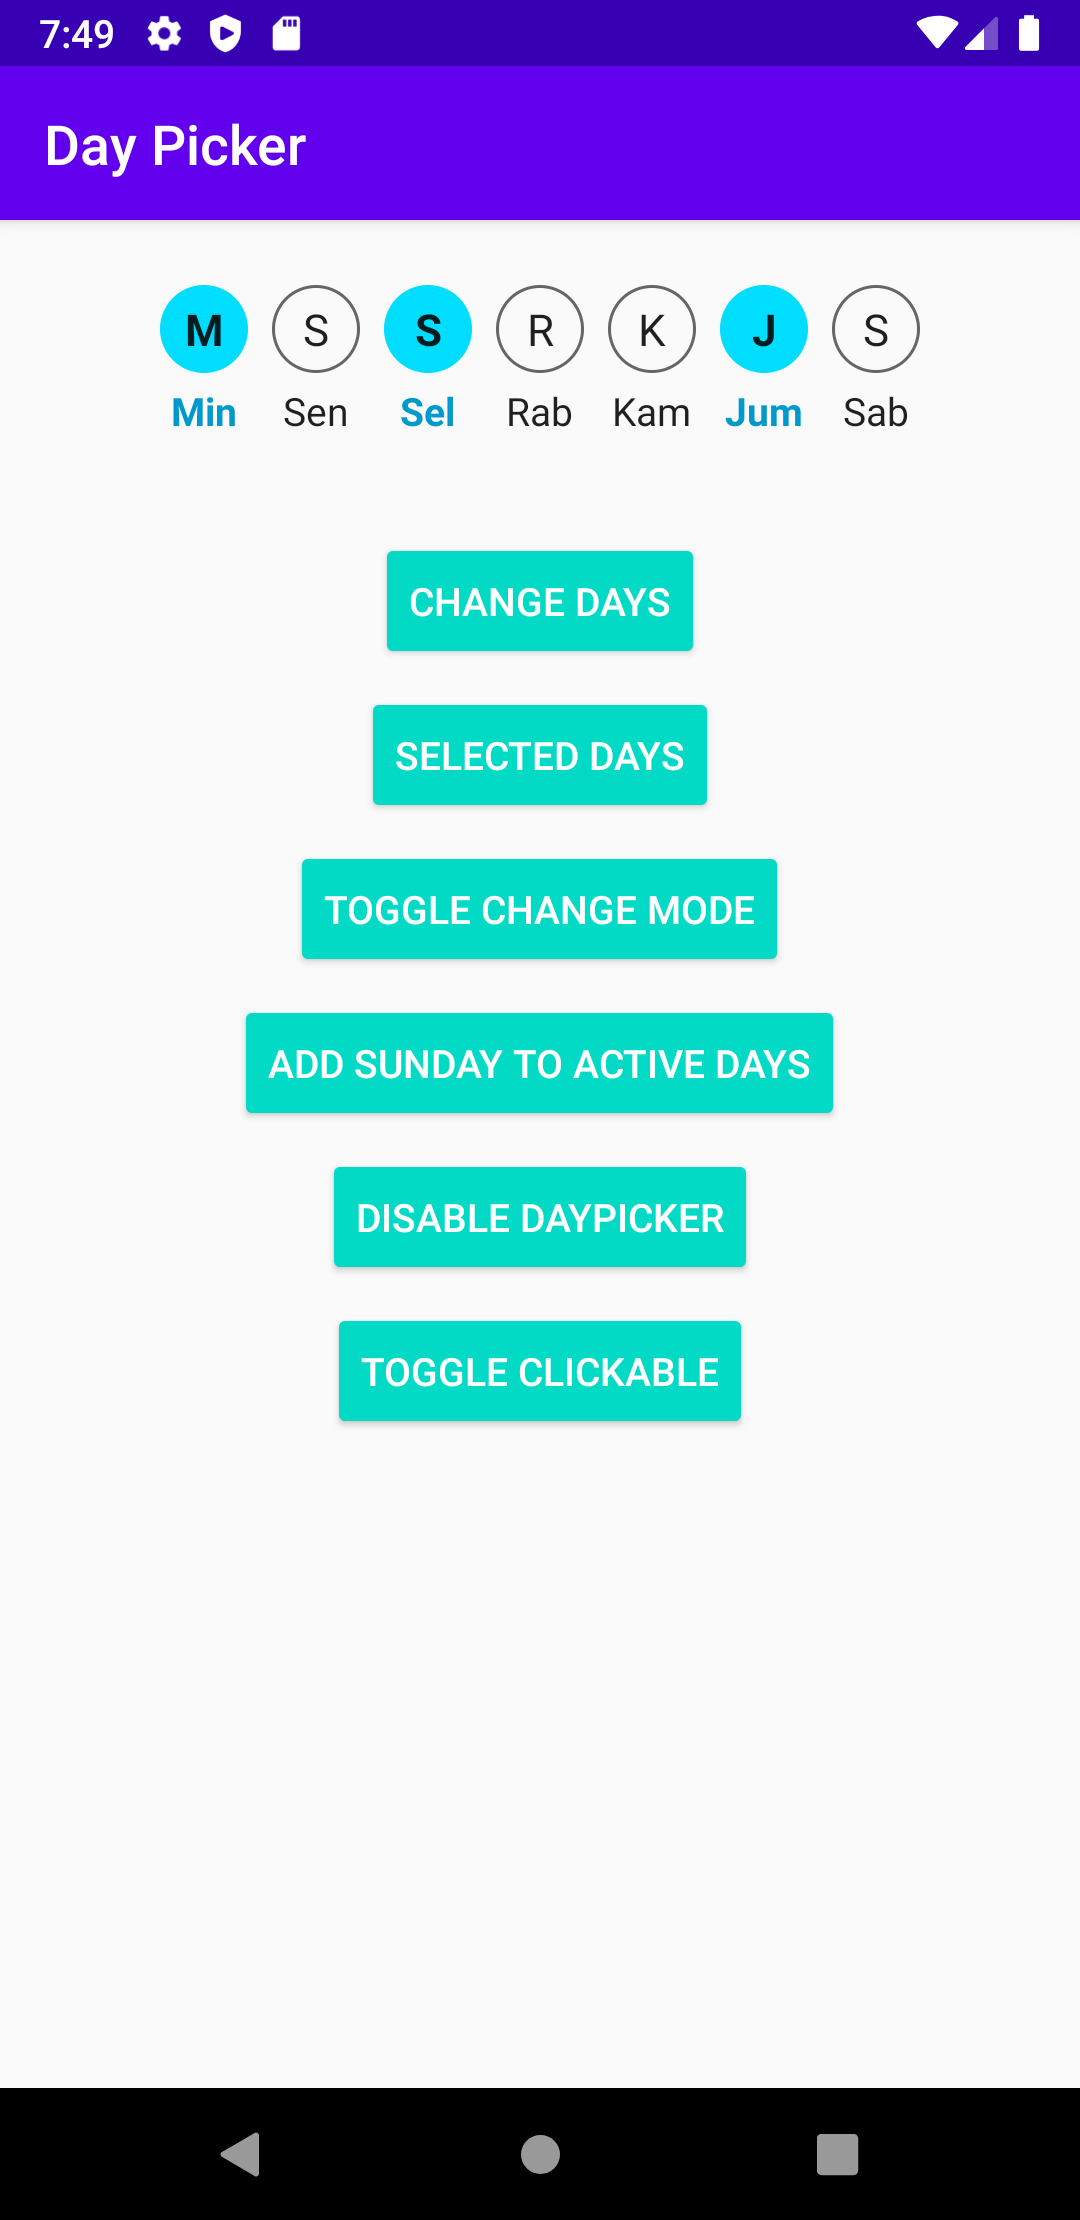 7:49
Day Picker
M S S R K J S
Min Sen Sel Rab Kam Jum Sab
CHANGE DAYS
SELECTED DAYS
TOGGLE CHANGE MODE
ADD SUNDAY TO ACTIVE DAYS
DISABLE DAYPICKER
TOGGLE CLICKABLE